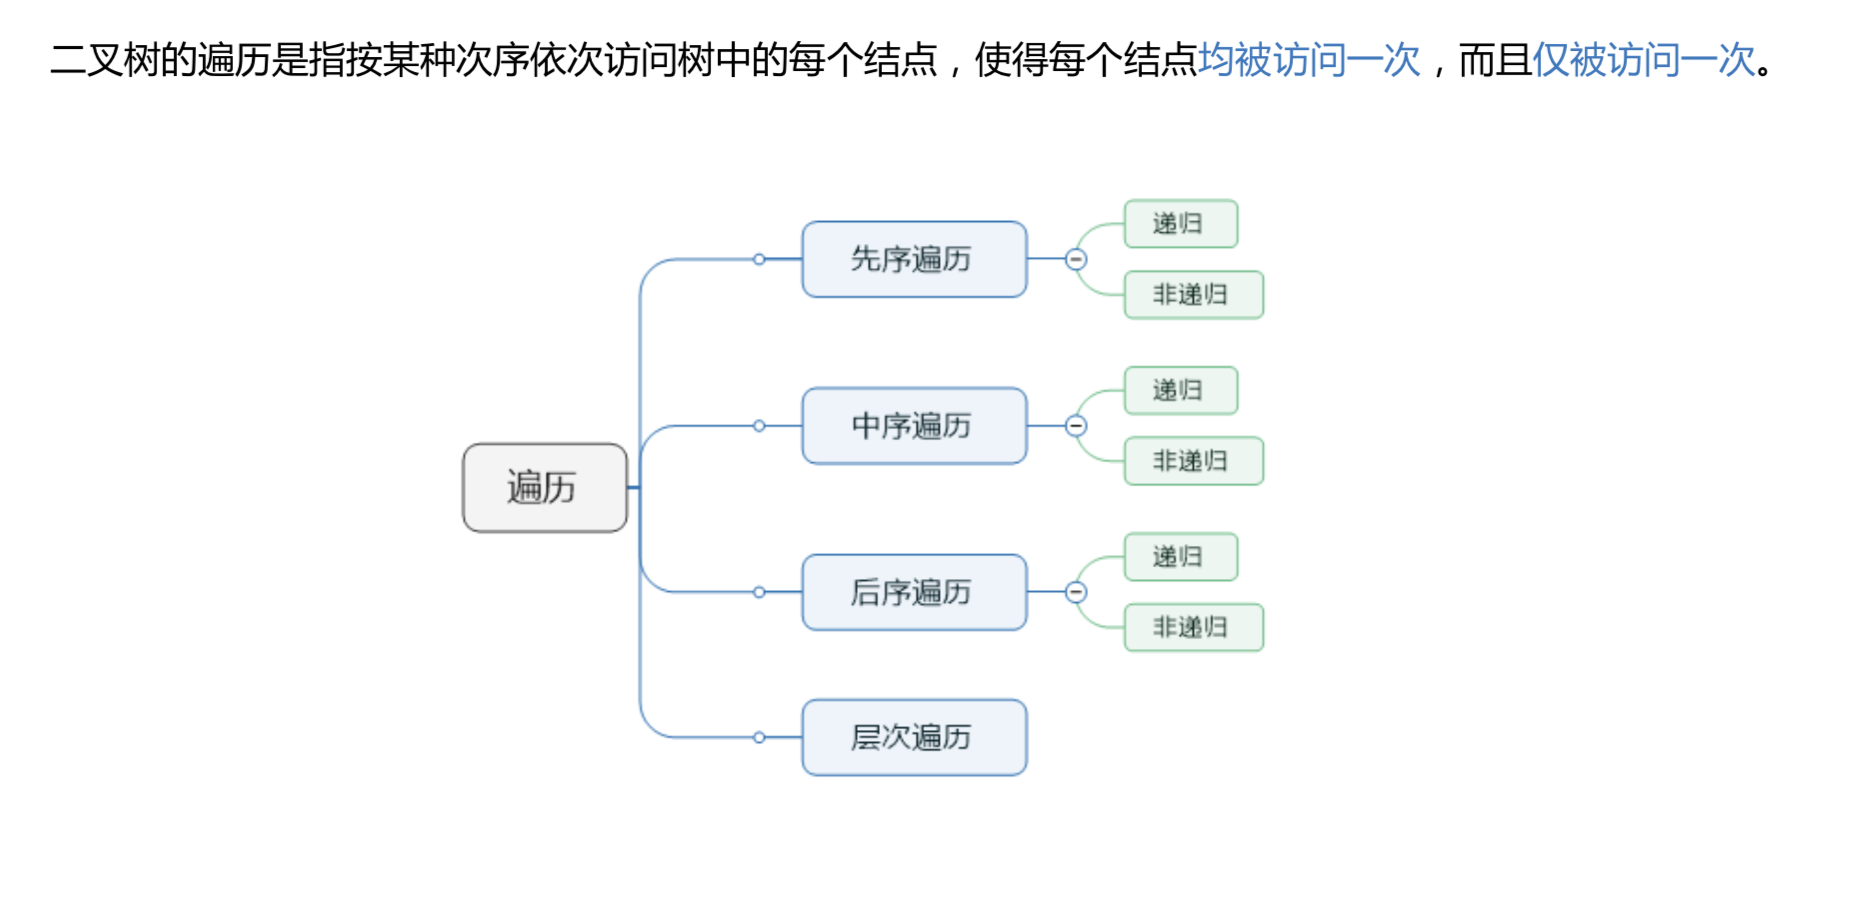 二叉树的遍历是指按某种次序依次访问树中的每个结点，使得每个结点均被访问一次，而且仅被访问一次。
遍历
先序遍历
递归
非递归
中序遍历
递归
非递归
后序遍历
递归
非递归
层次遍历